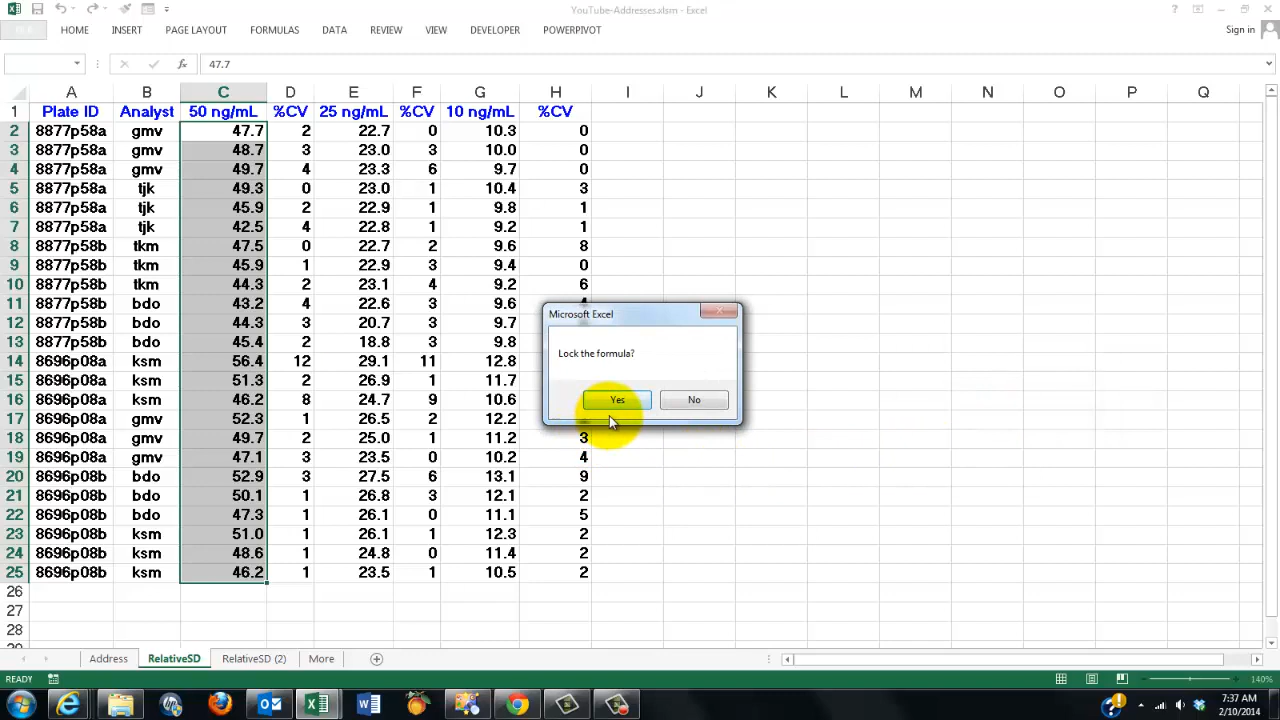 YouTube-Addresses.xlsm - Excel
HOME INSERT PAGE LAYOUT FORMULAS DATA REVIEW VIEW DEVELOPER POWERPIVOT Sign in
fx 47.7
A B C D E F G H I J K L M N O P Q
1 Plate ID Analyst 50 ng/mL %CV 25 ng/mL %CV 10 ng/mL %CV
2 8877p58a gmv 47.7 2 22.7 0 10.3 0
3 8877p58a gmv 48.7 3 23.0 3 10.0 0
4 8877p58a gmv 49.7 4 23.3 6 9.7 0
5 8877p58a tjk 49.3 0 23.0 1 10.4 3
6 8877p58a tjk 45.9 2 22.9 1 9.8 1
7 8877p58a tjk 42.5 4 22.8 1 9.2 1
8 8877p58b tkm 47.5 0 22.7 2 9.6 8
9 8877p58b tkm 45.9 1 22.9 3 9.4 0
10 8877p58b tkm 44.3 2 23.1 4 9.2 6
11 8877p58b bdo 43.2 4 22.6 3 9.6
12 8877p58b bdo 44.3 3 20.7 3 9.7
13 8877p58b bdo 45.4 2 18.8 3 9.8
14 8696p08a ksm 56.4 12 29.1 11 12.8
15 8696p08a ksm 51.3 2 26.9 1 11.7
16 8696p08a ksm 46.2 8 24.7 9 10.6
17 8696p08a gmv 52.3 1 26.5 2 12.2
18 8696p08a gmv 49.7 2 25.0 1 11.2 3
19 8696p08a gmv 47.1 3 23.5 0 10.2 4
20 8696p08b bdo 52.9 3 27.5 6 13.1 9
21 8696p08b bdo 50.1 1 26.8 3 12.1 2
22 8696p08b bdo 47.3 1 26.1 0 11.1 5
23 8696p08b ksm 51.0 1 26.1 1 12.3 2
24 8696p08b ksm 48.6 1 24.8 0 11.4 2
25 8696p08b ksm 46.2 1 23.5 1 10.5 2
26
27
28
Microsoft Excel
Lock the formula?
Yes No
Address RelativeSD RelativeSD (2) More
READY 140%
7:37 AM
2/10/2014